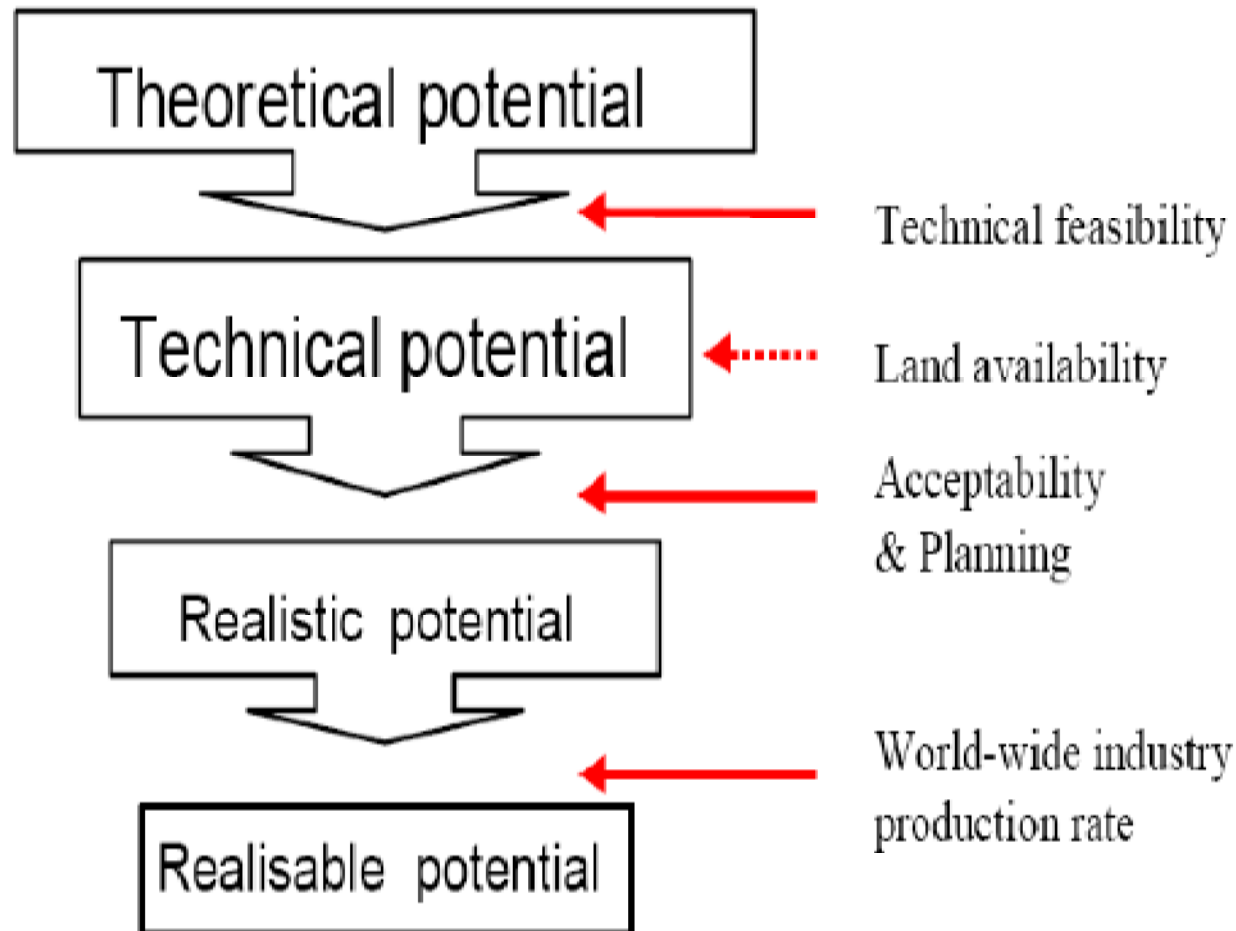 Theoretical potential
Technical feasibility
Technical potential
Land availability
Acceptability
& Planning
Realistic potential
World-wide industry
production rate
Realisable potential